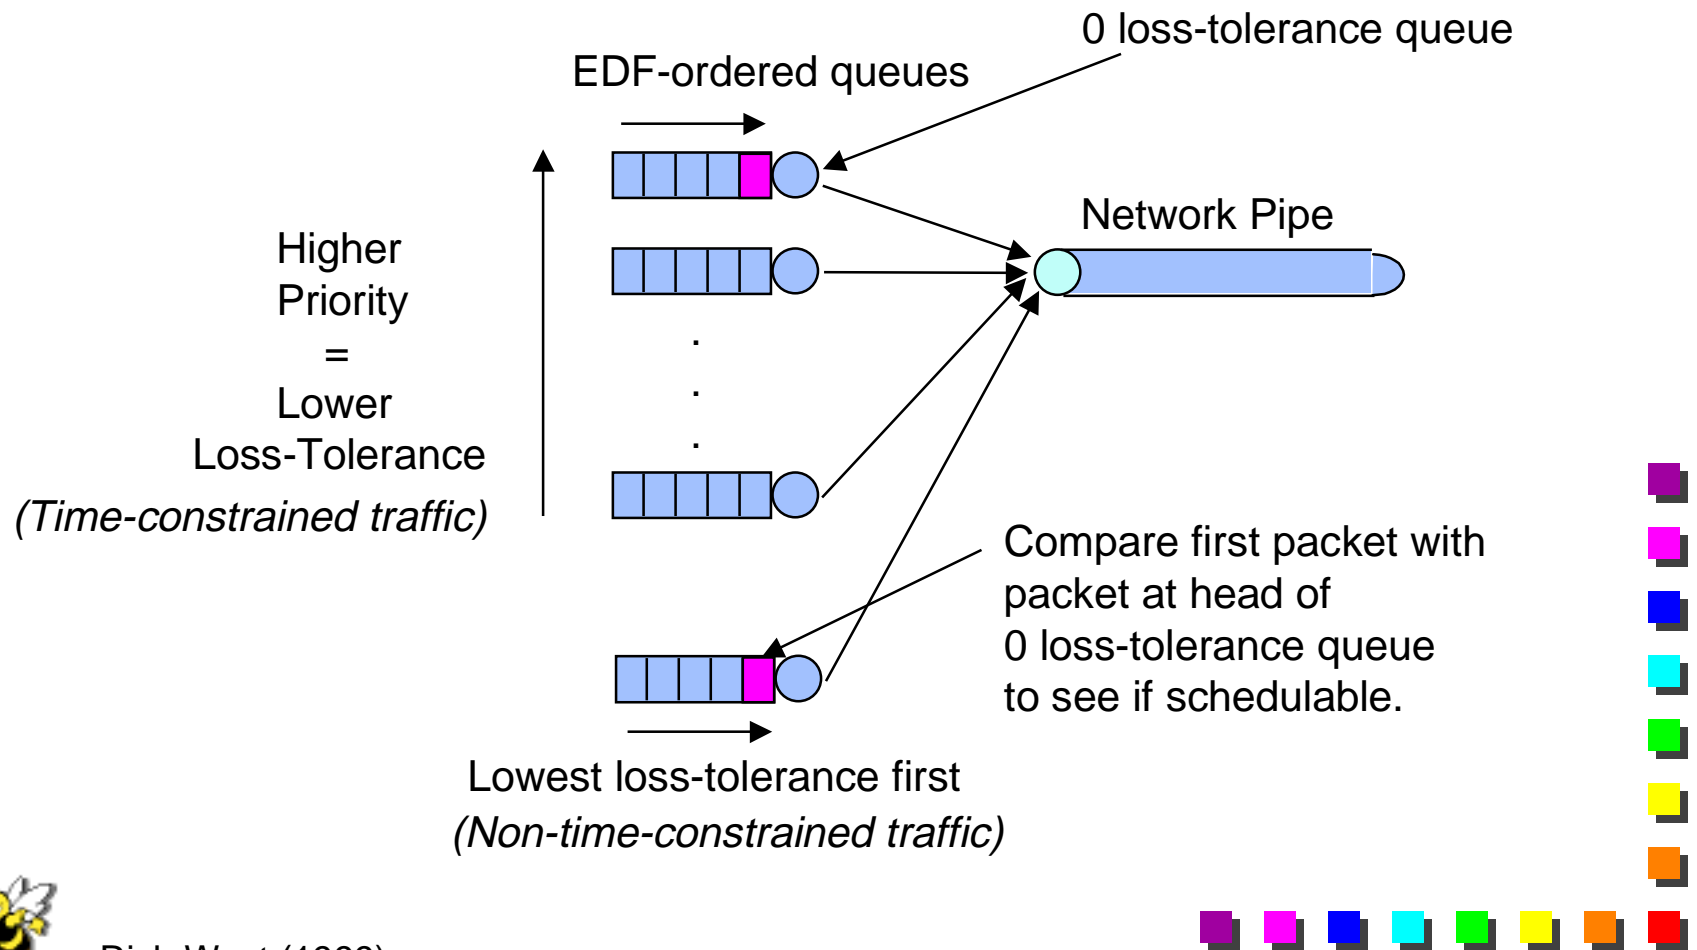 0 loss-tolerance queue
EDF-ordered queues
Network Pipe
Higher
Priority
=
Lower
Loss-Tolerance
(Time-constrained traffic)
.
.
.
Compare first packet with
packet at head of
0 loss-tolerance queue
to see if schedulable.
Lowest loss-tolerance first
(Non-time-constrained traffic)